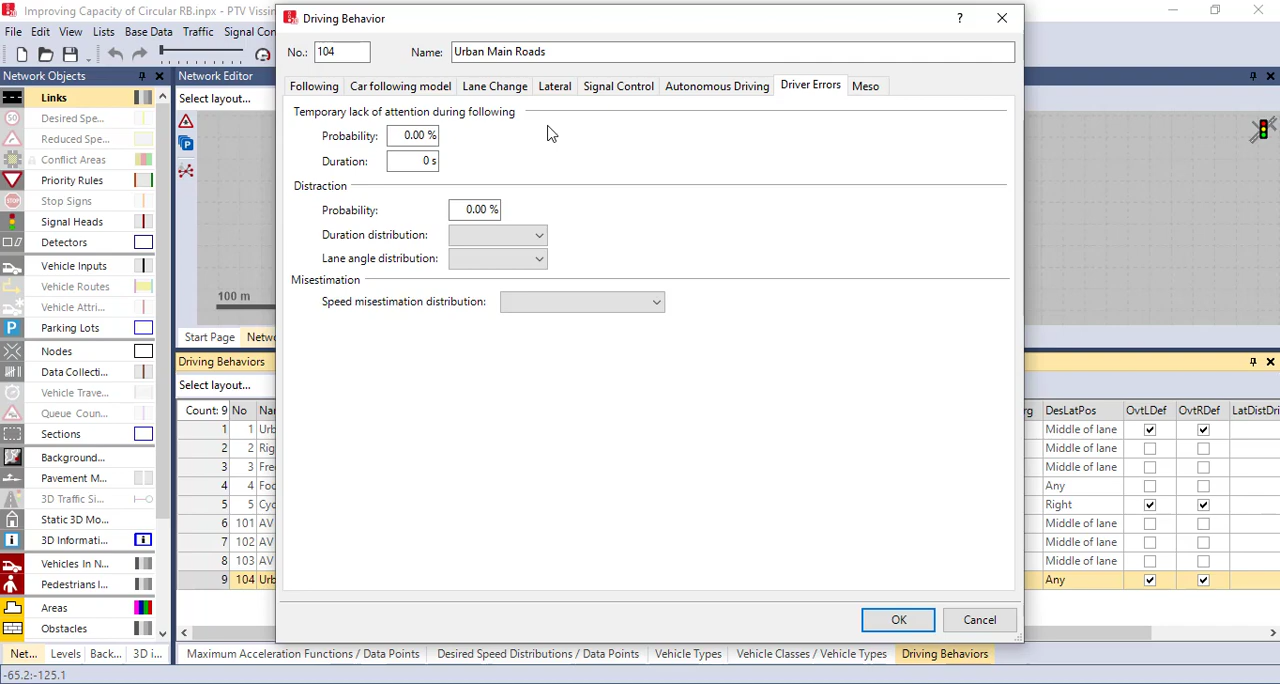 Improving Capacity of Circular RB.inpx - PTV Vissim
Driving Behavior
File Edit View Lists Base Data Traffic Signal Con
No.: 104 Name: Urban Main Roads
Network Objects
Network Editor
Following Car following model Lane Change Lateral Signal Control Autonomous Driving Driver Errors Meso
Select layout...
Temporary lack of attention during following
Probability: 0.00 %
Duration: 0 s
Distraction
Probability: 0.00 %
Duration distribution:
Lane angle distribution:
Misestimation
Speed misestimation distribution:
OK Cancel
Links
Desired Spe...
Reduced Spe...
Conflict Areas
Priority Rules
Stop Signs
Signal Heads
Detectors
Vehicle Inputs
Vehicle Routes
Vehicle Attri...
Parking Lots
Nodes
Data Collecti...
Vehicle Trave...
Queue Coun...
Sections
Background...
Pavement M...
3D Traffic Si...
Static 3D Mo...
3D Informati...
Vehicles In N...
Pedestrians I...
Areas
Obstacles
100 m
Start Page Netwo
Driving Behaviors
Select layout...
Count: 9 No Nar rg DesLatPos OvtLDef OvtRDef LatDistDri
1 1 Urb Middle of lane
2 2 Rig Middle of lane
3 3 Fre Middle of lane
4 4 Foo Any
5 5 Cyc Right
6 101 AV Middle of lane
7 102 AV Middle of lane
8 103 AV Middle of lane
9 104 Urb Any
Net... Levels Back... 3D i... Maximum Acceleration Functions / Data Points Desired Speed Distributions / Data Points Vehicle Types Vehicle Classes / Vehicle Types Driving Behaviors
-65.2:-125.1